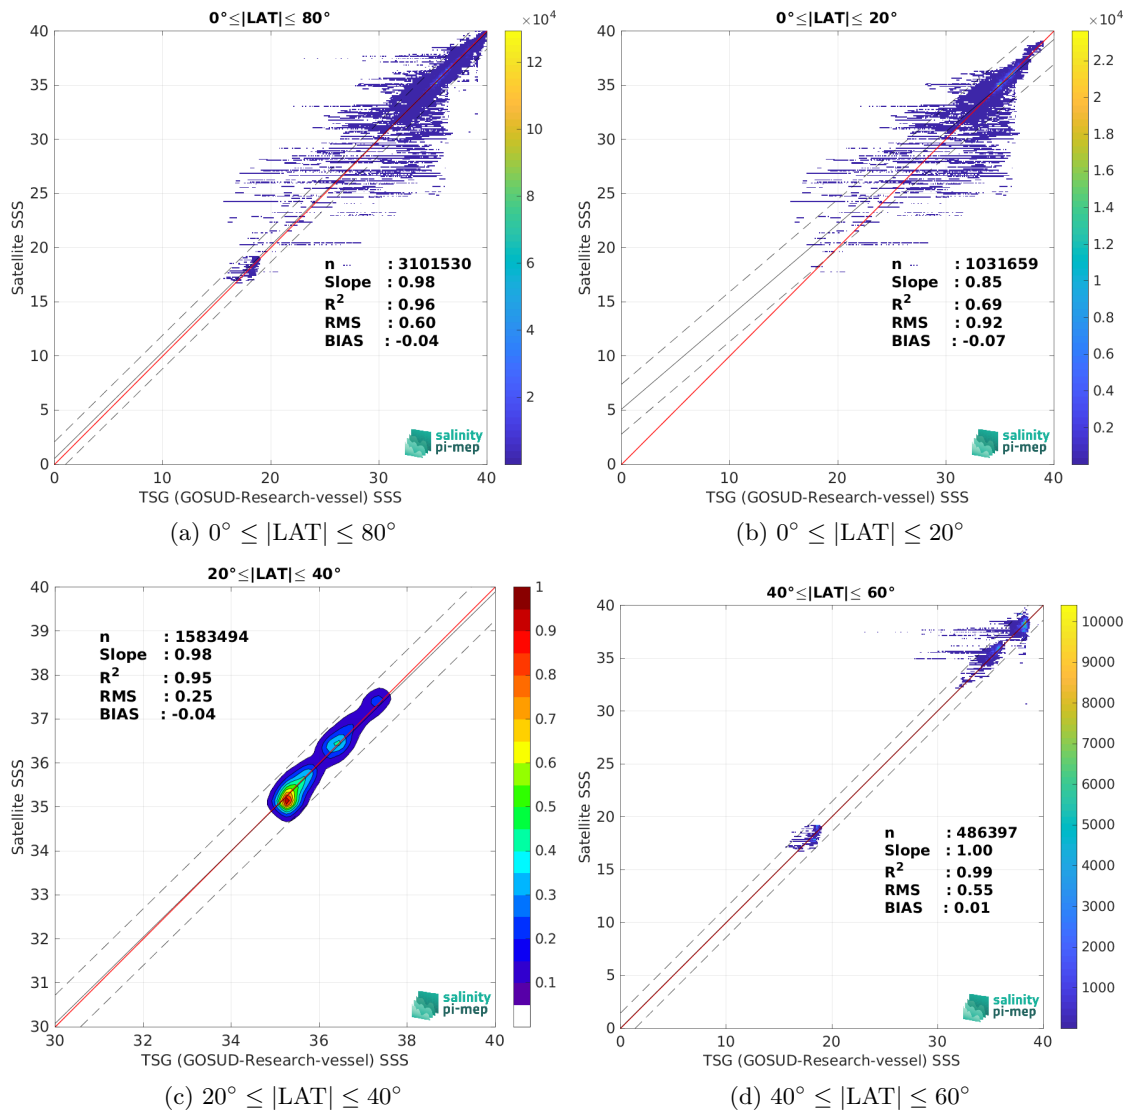 0°≤|LAT|≤ 80°
×10⁴
40
35
30
25
20
15
10
5
0
Satellite SSS
n : 3101530
Slope : 0.98
R² : 0.96
RMS : 0.60
BIAS : -0.04
salinity
pi-mep
0 10 20 30 40
TSG (GOSUD-Research-vessel) SSS
12
10
8
6
4
2
(a) 0° ≤ |LAT| ≤ 80°
0°≤|LAT|≤ 20°
×10⁴
40
35
30
25
20
15
10
5
0
Satellite SSS
n : 1031659
Slope : 0.85
R² : 0.69
RMS : 0.92
BIAS : -0.07
salinity
pi-mep
0 10 20 30 40
TSG (GOSUD-Research-vessel) SSS
2.2
2
1.8
1.6
1.4
1.2
1
0.8
0.6
0.4
0.2
(b) 0° ≤ |LAT| ≤ 20°
20°≤|LAT|≤ 40°
40
39
38
37
36
35
34
33
32
31
30
Satellite SSS
n : 1583494
Slope : 0.98
R² : 0.95
RMS : 0.25
BIAS : -0.04
salinity
pi-mep
30 32 34 36 38 40
TSG (GOSUD-Research-vessel) SSS
1
0.9
0.8
0.7
0.6
0.5
0.4
0.3
0.2
0.1
(c) 20° ≤ |LAT| ≤ 40°
40°≤|LAT|≤ 60°
40
35
30
25
20
15
10
5
0
Satellite SSS
n : 486397
Slope : 1.00
R² : 0.99
RMS : 0.55
BIAS : 0.01
salinity
pi-mep
0 10 20 30 40
TSG (GOSUD-Research-vessel) SSS
10000
9000
8000
7000
6000
5000
4000
3000
2000
1000
(d) 40° ≤ |LAT| ≤ 60°